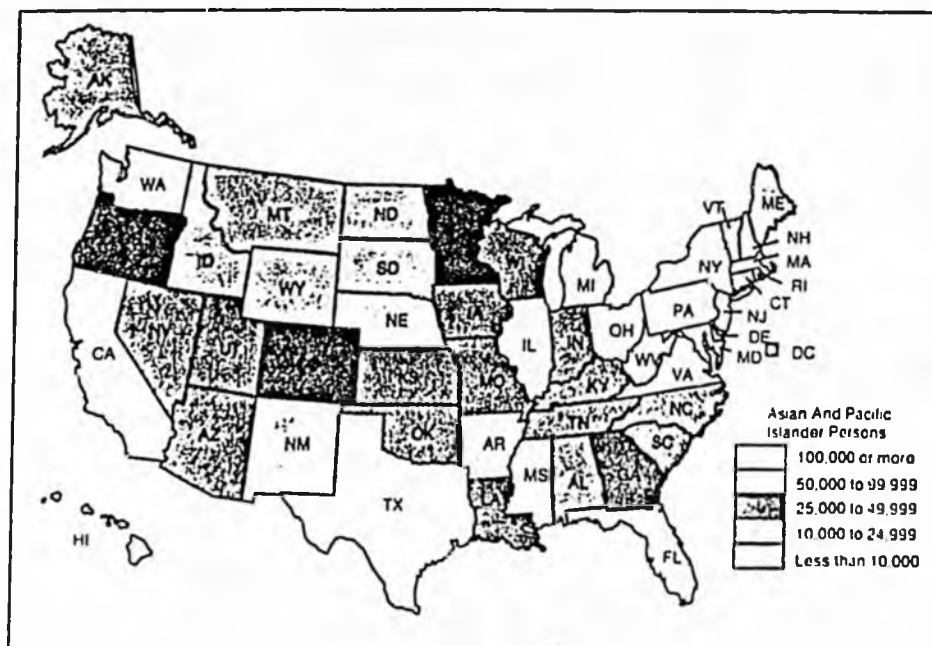 AK
WA
MT
ND
ID
WY
SD
NE
NV
UT
CA
AZ
NM
KS
OK
TX
IA
MO
AR
LA
WI
IL
MI
IN
OH
KY
TN
MS
AL
GA
FL
SC
NC
VA
WV
PA
NY
VT
ME
NH
MA
RI
CT
NJ
DE
MD
DC
HI
Asian And Pacific
Islander Persons
100,000 or more
50,000 to 99,999
25,000 to 49,999
10,000 to 24,999
Less than 10,000